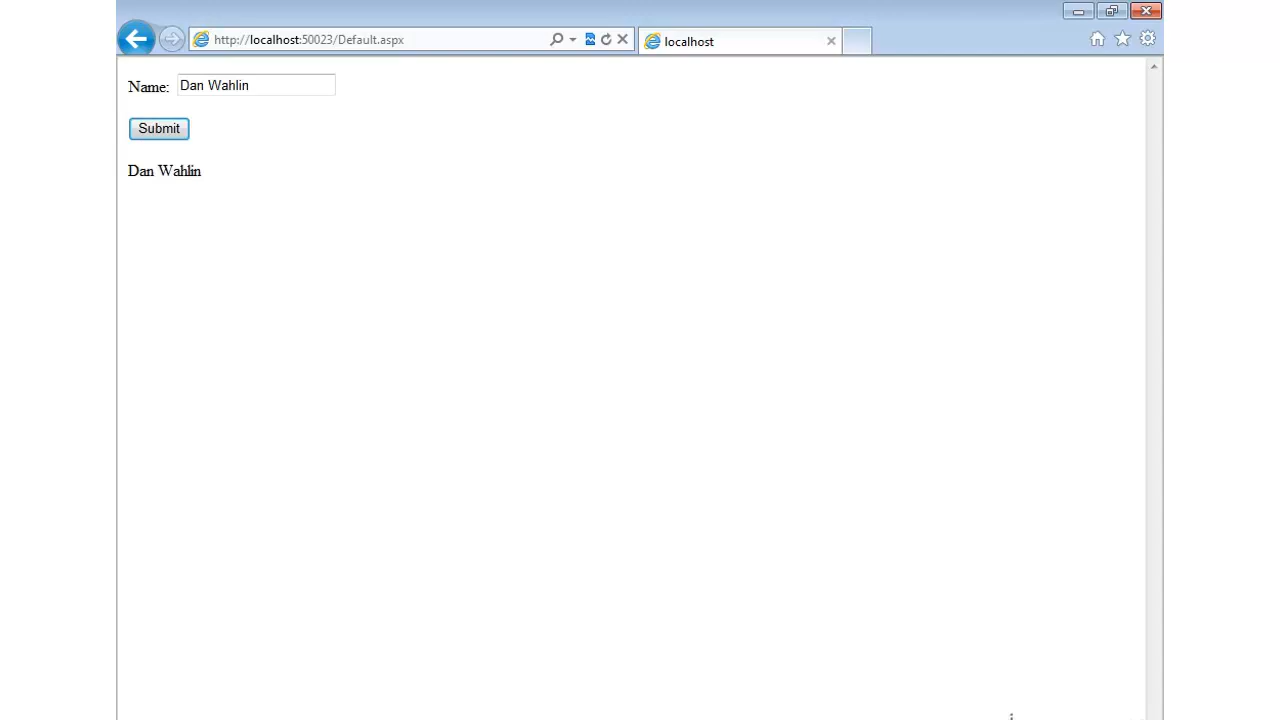 http://localhost:50023/Default.aspx
localhost
Name: Dan Wahlin
Submit
Dan Wahlin